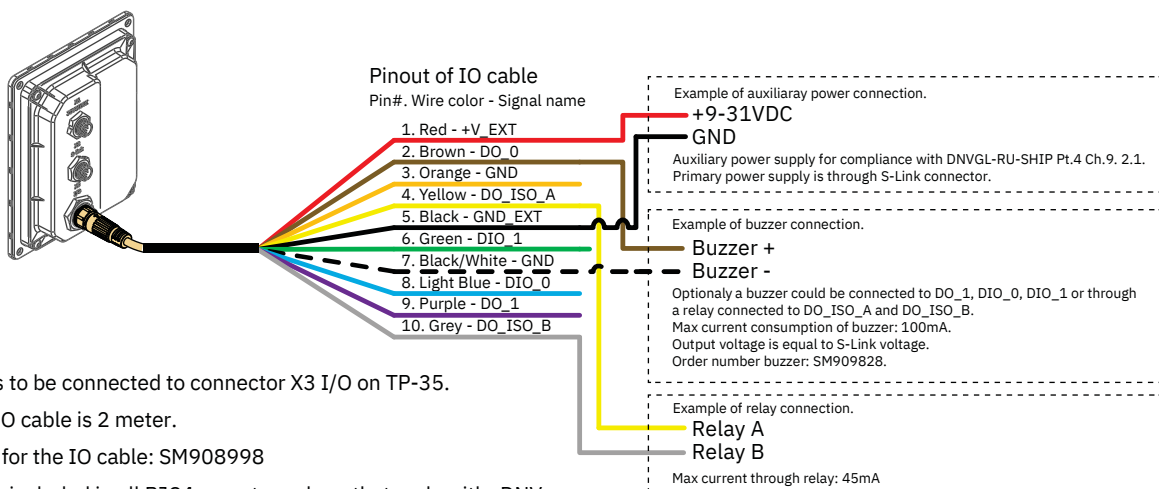 Pinout of IO cable
Pin#. Wire color - Signal name
1. Red - +V_EXT
2. Brown - DO_0
3. Orange - GND
4. Yellow - DO_ISO_A
5. Black - GND_EXT
6. Green - DIO_1
7. Black/White - GND
8. Light Blue - DIO_0
9. Purple - DO_1
10. Grey - DO_ISO_B
Example of auxiliaray power connection.
+9-31VDC
GND
Auxiliary power supply for compliance with DNVGL-RU-SHIP Pt.4 Ch.9. 2.1.
Primary power supply is through S-Link connector.
Example of buzzer connection.
Buzzer +
Buzzer -
Optionaly a buzzer could be connected to DO_1, DIO_0, DIO_1 or through
a relay connected to DO_ISO_A and DO_ISO_B.
Max current consumption of buzzer: 100mA.
Output voltage is equal to S-Link voltage.
Order number buzzer: SM909828.
Example of relay connection.
Relay A
Relay B
Max current through relay: 45mA
to be connected to connector X3 I/O on TP-35.
O cable is 2 meter.
for the IO cable: SM908998